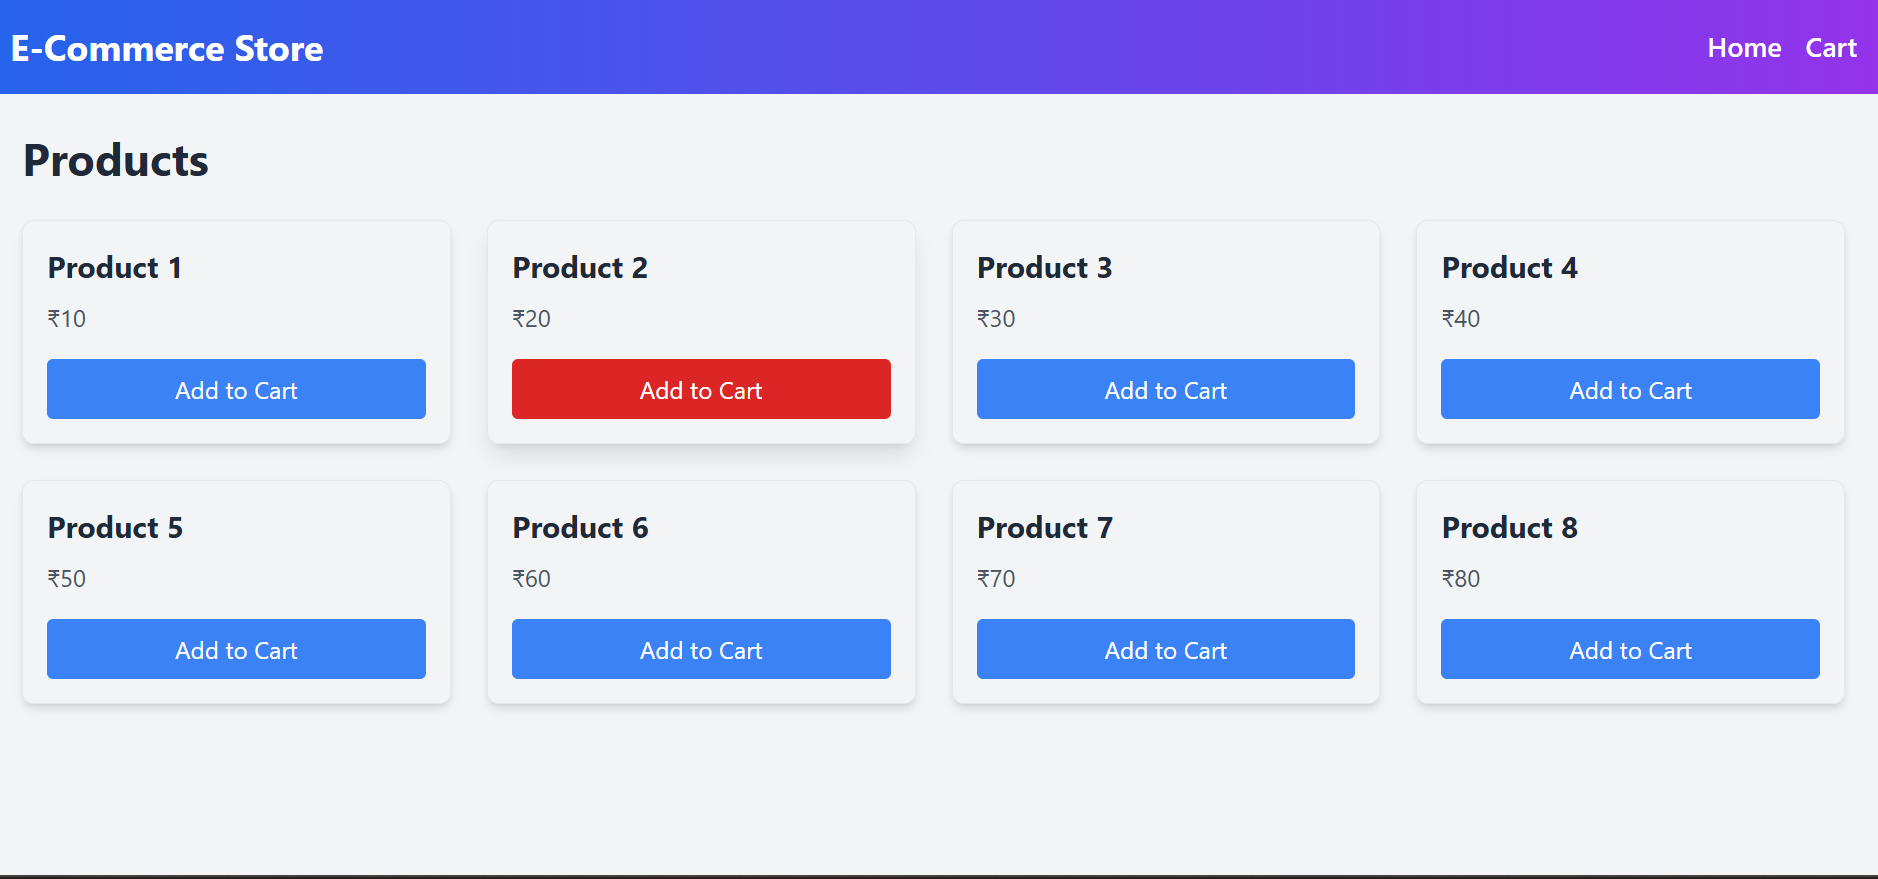 E-Commerce Store
Home Cart
Products
Product 1
₹10
Add to Cart
Product 2
₹20
Add to Cart
Product 3
₹30
Add to Cart
Product 4
₹40
Add to Cart
Product 5
₹50
Add to Cart
Product 6
₹60
Add to Cart
Product 7
₹70
Add to Cart
Product 8
₹80
Add to Cart